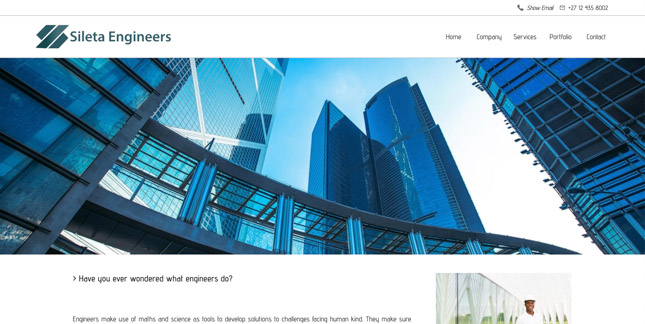 Show Email +27 12 935 8002
Sileta Engineers
Home Company Services Portfolio Contact
> Have you ever wondered what engineers do?
Engineers make use of maths and science as tools to develop solutions to challenges facing human kind. They make sure